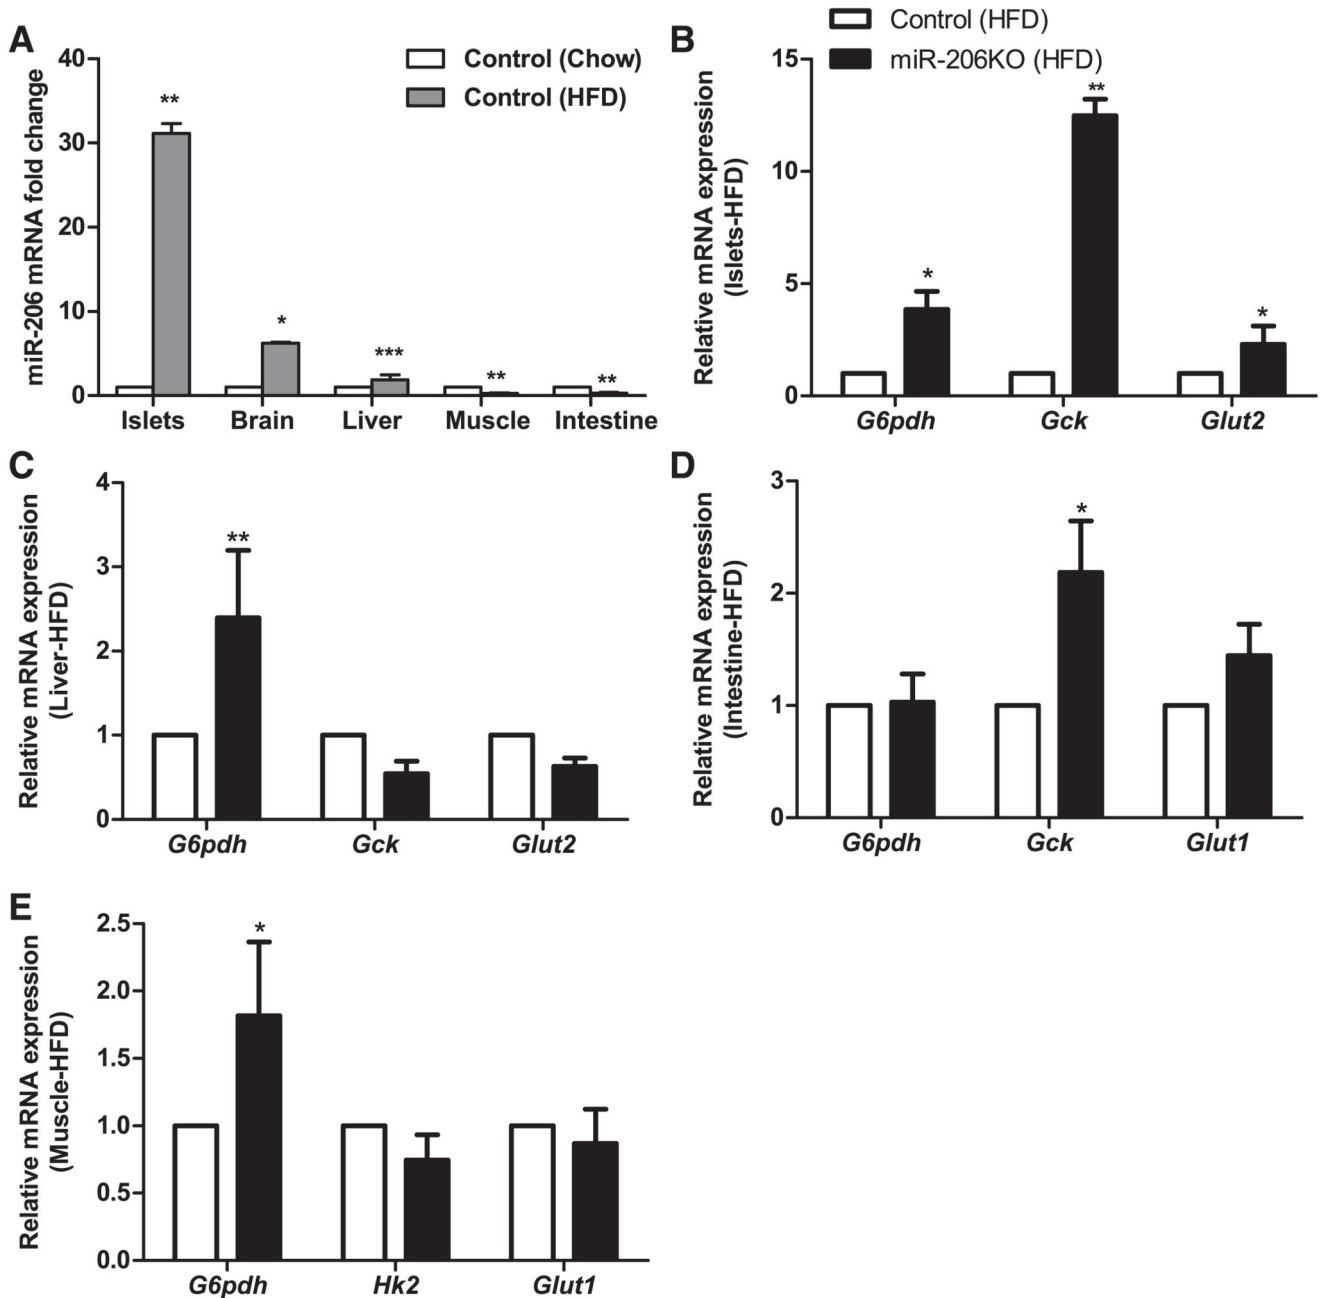 A
miR-206 mRNA fold change
40
30
20
10
0
Control (Chow)
Control (HFD)
**
*
***
**
**
Islets Brain Liver Muscle Intestine
B
Control (HFD)
miR-206KO (HFD)
Relative mRNA expression
(Islets-HFD)
15
10
5
0
*
**
*
G6pdh Gck Glut2
C
Relative mRNA expression
(Liver-HFD)
4
3
2
1
0
**
G6pdh Gck Glut2
D
Relative mRNA expression
(Intestine-HFD)
3
2
1
0
*
G6pdh Gck Glut1
E
Relative mRNA expression
(Muscle-HFD)
2.5
2.0
1.5
1.0
0.5
0.0
*
G6pdh Hk2 Glut1